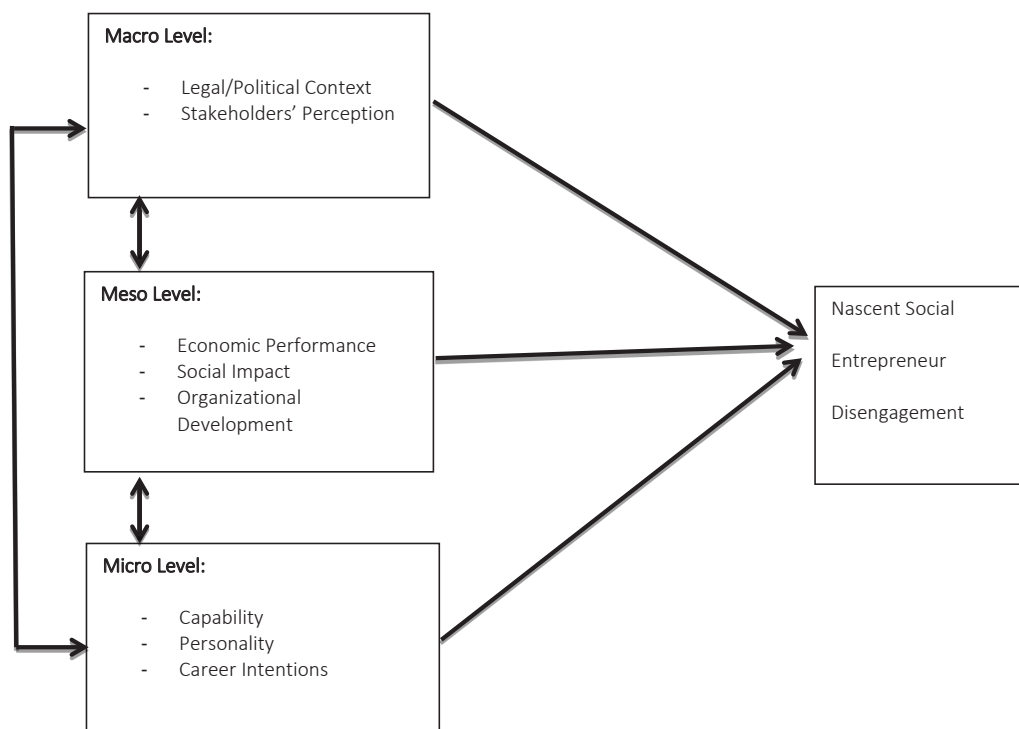 Macro Level:
- Legal/Political Context
- Stakeholders’ Perception
Meso Level:
- Economic Performance
- Social Impact
- Organizational
Development
Micro Level:
- Capability
- Personality
- Career Intentions
Nascent Social
Entrepreneur
Disengagement